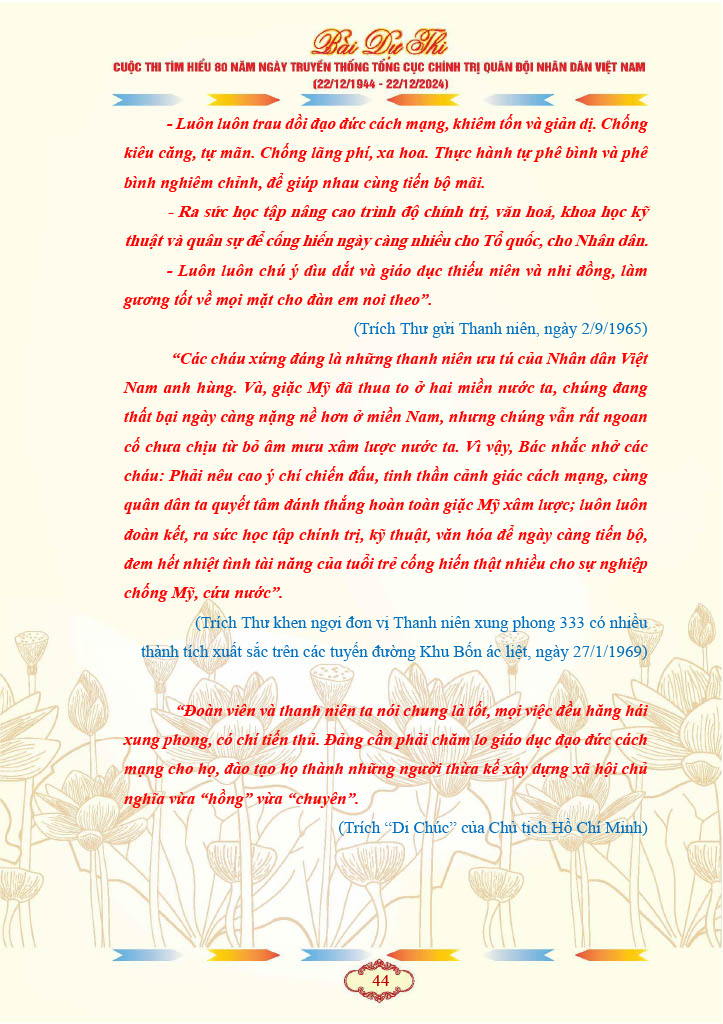 Bài Dự Thi
CUỘC THI TÌM HIỂU 80 NĂM NGÀY TRUYỀN THỐNG TỔNG CỤC CHÍNH TRỊ QUÂN ĐỘI NHÂN DÂN VIỆT NAM
(22/12/1944 - 22/12/2024)
- Luôn luôn trau dồi đạo đức cách mạng, khiêm tốn và giản dị. Chống
kiêu căng, tự mãn. Chống lãng phí, xa hoa. Thực hành tự phê bình và phê
bình nghiêm chỉnh, để giúp nhau cùng tiến bộ mãi.
- Ra sức học tập nâng cao trình độ chính trị, văn hoá, khoa học kỹ
thuật và quân sự để cống hiến ngày càng nhiều cho Tổ quốc, cho Nhân dân.
- Luôn luôn chú ý dìu dắt và giáo dục thiếu niên và nhi đồng, làm
gương tốt về mọi mặt cho đàn em noi theo”.
(Trích Thư gửi Thanh niên, ngày 2/9/1965)
“Các cháu xứng đáng là những thanh niên ưu tú của Nhân dân Việt
Nam anh hùng. Và, giặc Mỹ đã thua to ở hai miền nước ta, chúng đang
thất bại ngày càng nặng nề hơn ở miền Nam, nhưng chúng vẫn rất ngoan
cố chưa chịu từ bỏ âm mưu xâm lược nước ta. Vì vậy, Bác nhắc nhở các
cháu: Phải nêu cao ý chí chiến đấu, tinh thần cảnh giác cách mạng, cùng
quân dân ta quyết tâm đánh thắng hoàn toàn giặc Mỹ xâm lược; luôn luôn
đoàn kết, ra sức học tập chính trị, kỹ thuật, văn hóa để ngày càng tiến bộ,
đem hết nhiệt tình tài năng của tuổi trẻ cống hiến thật nhiều cho sự nghiệp
chống Mỹ, cứu nước”.
(Trích Thư khen ngợi đơn vị Thanh niên xung phong 333 có nhiều
thành tích xuất sắc trên các tuyến đường Khu Bốn ác liệt, ngày 27/1/1969)
“Đoàn viên và thanh niên ta nói chung là tốt, mọi việc đều hăng hái
xung phong, có chí tiến thủ. Đảng cần phải chăm lo giáo dục đạo đức cách
mạng cho họ, đào tạo họ thành những người thừa kế xây dựng xã hội chủ
nghĩa vừa “hồng” vừa “chuyên”.
(Trích “Di Chúc” của Chủ tịch Hồ Chí Minh)
44